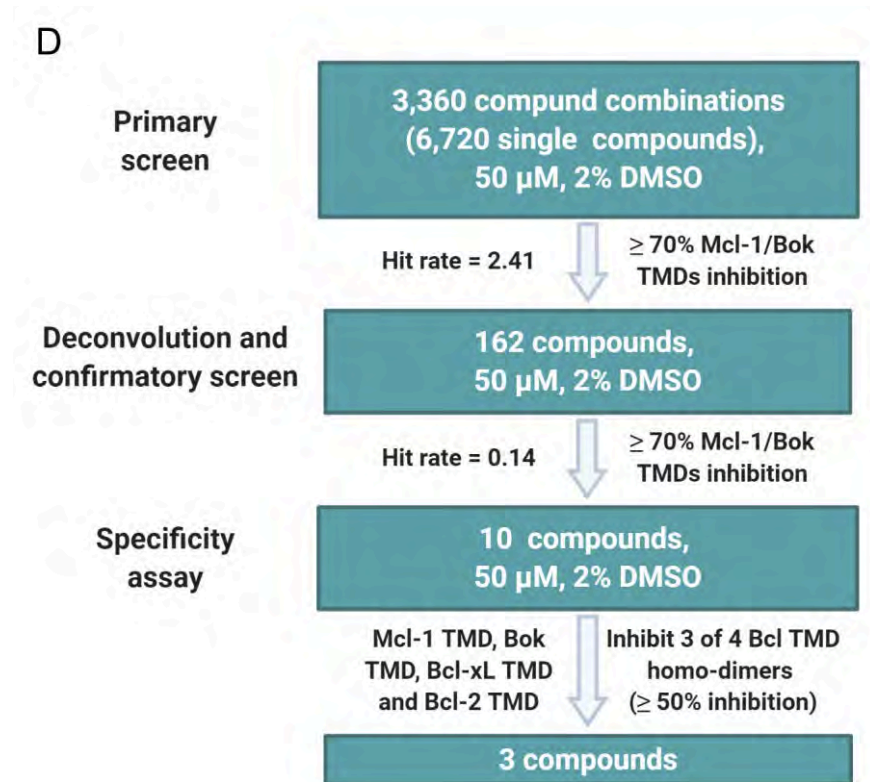 D
Primary
screen
3,360 compund combinations
(6,720 single compounds),
50 µM, 2% DMSO
Hit rate = 2.41
≥ 70% Mcl-1/Bok
TMDs inhibition
Deconvolution and
confirmatory screen
162 compounds,
50 µM, 2% DMSO
Hit rate = 0.14
≥ 70% Mcl-1/Bok
TMDs inhibition
Specificity
assay
10 compounds,
50 µM, 2% DMSO
Mcl-1 TMD, Bok
TMD, Bcl-xL TMD
and Bcl-2 TMD
Inhibit 3 of 4 Bcl TMD
homo-dimers
(≥ 50% inhibition)
3 compounds